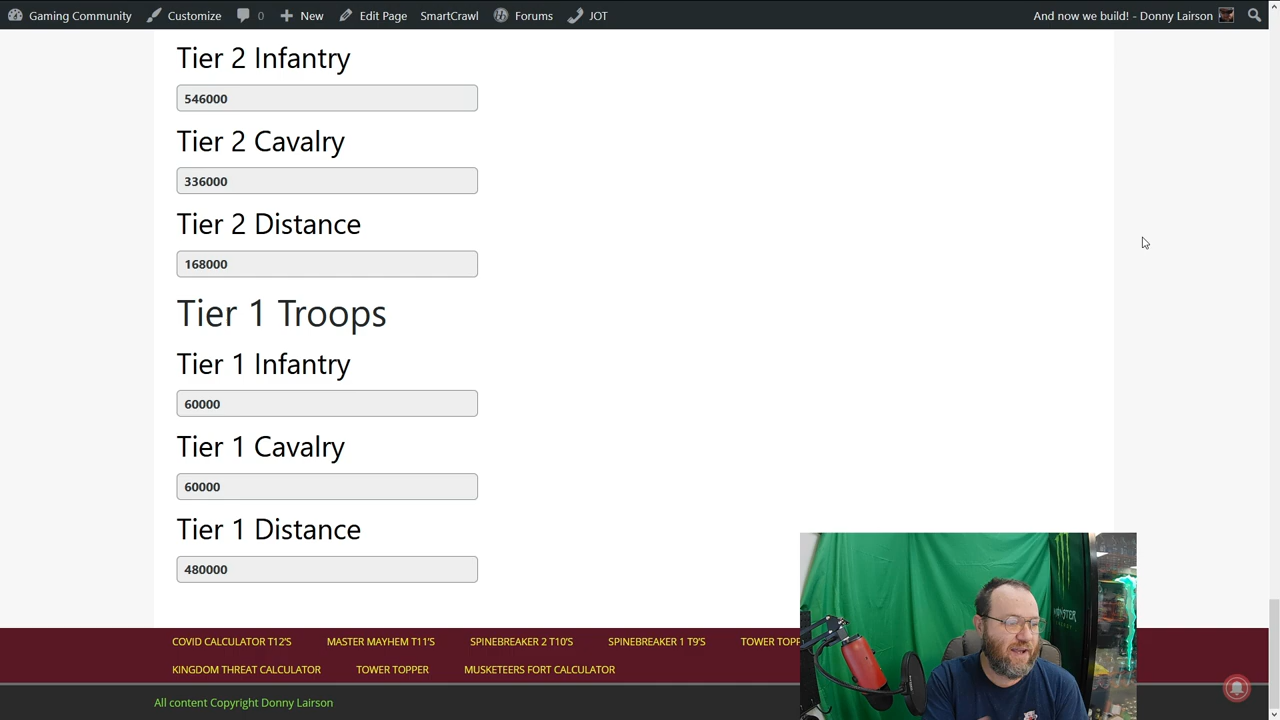 Gaming Community Customize 0 New Edit Page SmartCrawl Forums JOT And now we build! - Donny Lairson
Tier 2 Infantry
546000
Tier 2 Cavalry
336000
Tier 2 Distance
168000
Tier 1 Troops
Tier 1 Infantry
60000
Tier 1 Cavalry
60000
Tier 1 Distance
480000
MONSTER
COVID CALCULATOR T12'S MASTER MAYHEM T11'S SPINEBREAKER 2 T10'S SPINEBREAKER 1 T9'S TOWER
KINGDOM THREAT CALCULATOR TOWER TOPPER MUSKETEERS FORT CALCULATOR
All content Copyright Donny Lairson